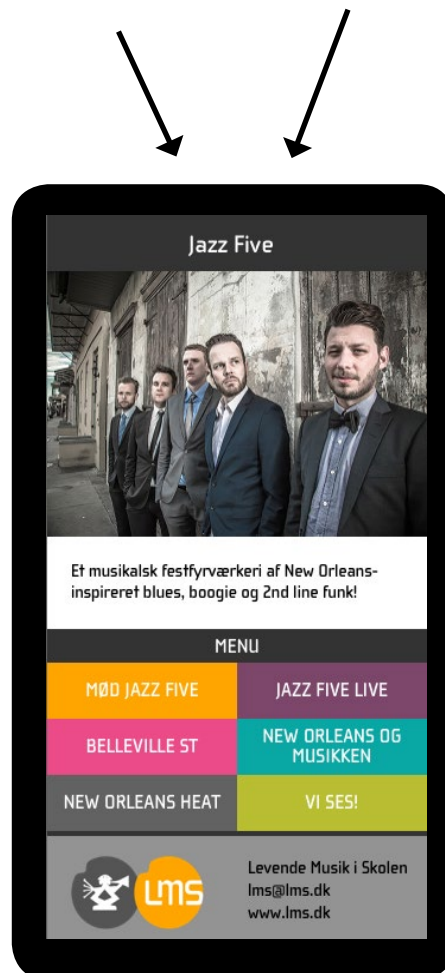 Jazz Five
Et musikalsk festfyrværkeri af New Orleans-
inspireret blues, boogie og 2nd line funk!
MENU
MØD JAZZ FIVE
JAZZ FIVE LIVE
BELLEVILLE ST
NEW ORLEANS OG
MUSIKKEN
NEW ORLEANS HEAT
VI SES!
lms
Levende Musik i Skolen
lms@lms.dk
www.lms.dk